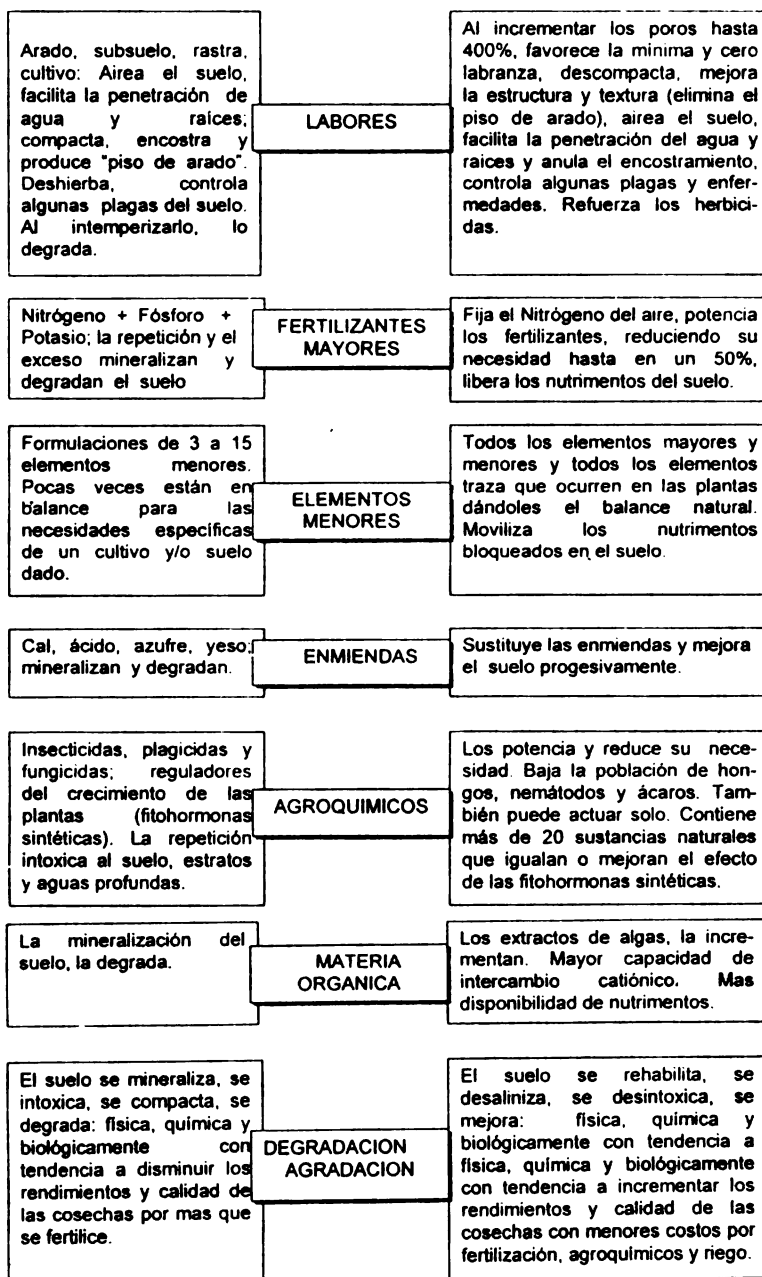 Arado, subsuelo, rastra,
cultivo: Airea el suelo,
facilita la penetración de
agua y raíces;
compacta, encostra y
produce "piso de arado".
Deshierba, controla
algunas plagas del suelo.
Al intemperizarlo, lo
degrada.
LABORES
Al incrementar los poros hasta
400%, favorece la mínima y cero
labranza, descompacta, mejora
la estructura y textura (elimina el
piso de arado), airea el suelo,
facilita la penetración del agua y
raices y anula el encostramiento,
controla algunas plagas y enfer-
medades. Refuerza los herbici-
das.
Nitrógeno + Fósforo +
Potasio; la repetición y el
exceso mineralizan y
degradan el suelo
FERTILIZANTES
MAYORES
Fija el Nitrógeno del aire, potencia
los fertilizantes, reduciendo su
necesidad hasta en un 50%,
libera los nutrimentos del suelo.
Formulaciones de 3 a 15
elementos menores.
Pocas veces están en
balance para las
necesidades específicas
de un cultivo y/o suelo
dado.
ELEMENTOS
MENORES
Todos los elementos mayores y
menores y todos los elementos
traza que ocurren en las plantas
dándoles el balance natural.
Moviliza los nutrimentos
bloqueados en el suelo.
Cal, ácido, azufre, yeso;
mineralizan y degradan.
ENMIENDAS
Sustituye las enmiendas y mejora
el suelo progesivamente.
Insecticidas, plagicidas y
fungicidas; reguladores
del crecimiento de las
plantas (fitohormonas
sintéticas). La repetición
intoxica al suelo, estratos
y aguas profundas.
AGROQUIMICOS
Los potencia y reduce su nece-
sidad. Baja la población de hon-
gos, nemátodos y ácaros. Tam-
bién puede actuar solo. Contiene
más de 20 sustancias naturales
que igualan o mejoran el efecto
de las fitohormonas sintéticas.
La mineralización del
suelo, la degrada.
MATERIA
ORGANICA
Los extractos de algas, la incre-
mentan. Mayor capacidad de
intercambio catiónico. Mas
disponibilidad de nutrimentos.
El suelo se mineraliza, se
intoxica, se compacta, se
degrada: física, química y
biológicamente con
tendencia a disminuir los
rendimientos y calidad de
las cosechas por mas que
se fertilice.
DEGRADACION
AGRADACION
El suelo se rehabilita, se
desaliniza, se desintoxica, se
mejora: física, química y
biológicamente con tendencia a
física, química y biológicamente
con tendencia a incrementar los
rendimientos y calidad de las
cosechas con menores costos por
fertilización, agroquímicos y riego.